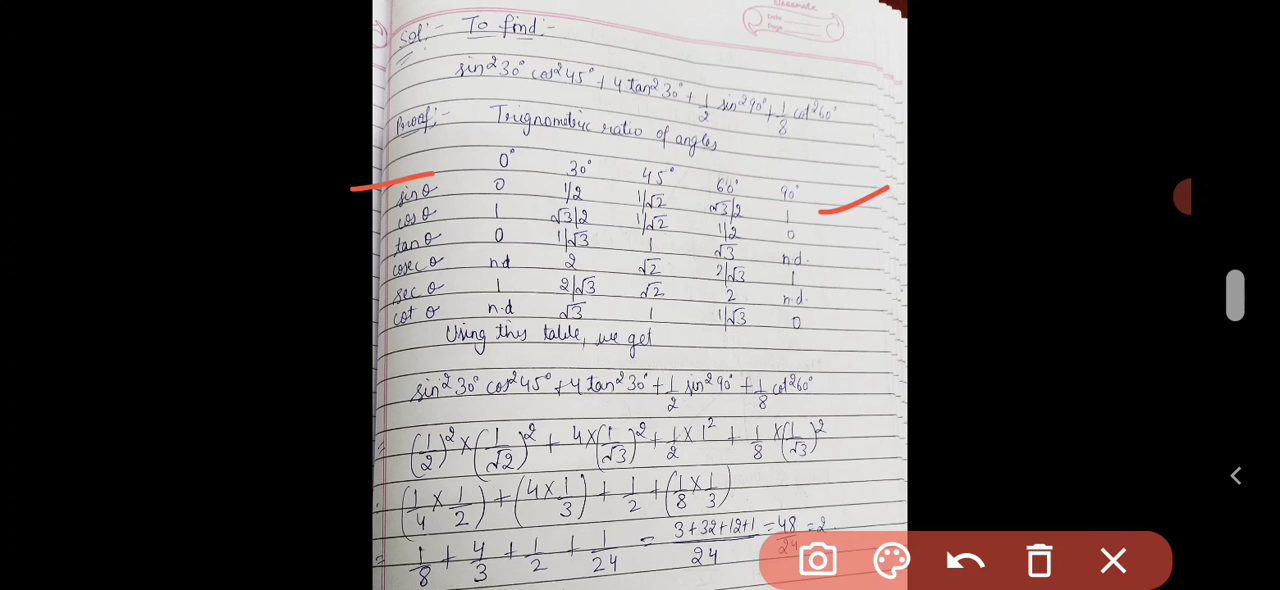 Classmate
Date
Page
Sol:- To find:-
sin²30° cos²45° + 4 tan²30° + 1/2 sin²90° + 1/8 cot²60°
Proof:- Trignometric ratio of angles
0° 30° 45° 60° 90°
sin θ 0 1/2 1/√2 √3/2 1
cos θ 1 √3/2 1/√2 1/2 0
tan θ 0 1/√3 1 √3 n.d.
cosec θ n.d 2 √2 2/√3 1
sec θ 1 2/√3 √2 2 n.d.
cot θ n.d √3 1 1/√3 0
Using this table, we get
sin²30° cos²45° + 4 tan²30° + 1/2 sin²90° + 1/8 cot²60°
= (1/2)² × (1/√2)² + 4×(1/√3)² + 1/2 × 1² + 1/8 × (1/√3)²
: (1/4 × 1/2) + (4 × 1/3) + 1/2 + (1/8 × 1/3)
= 1/8 + 4/3 + 1/2 + 1/24 = 3+32+12+1/24 = 48/24 = 2